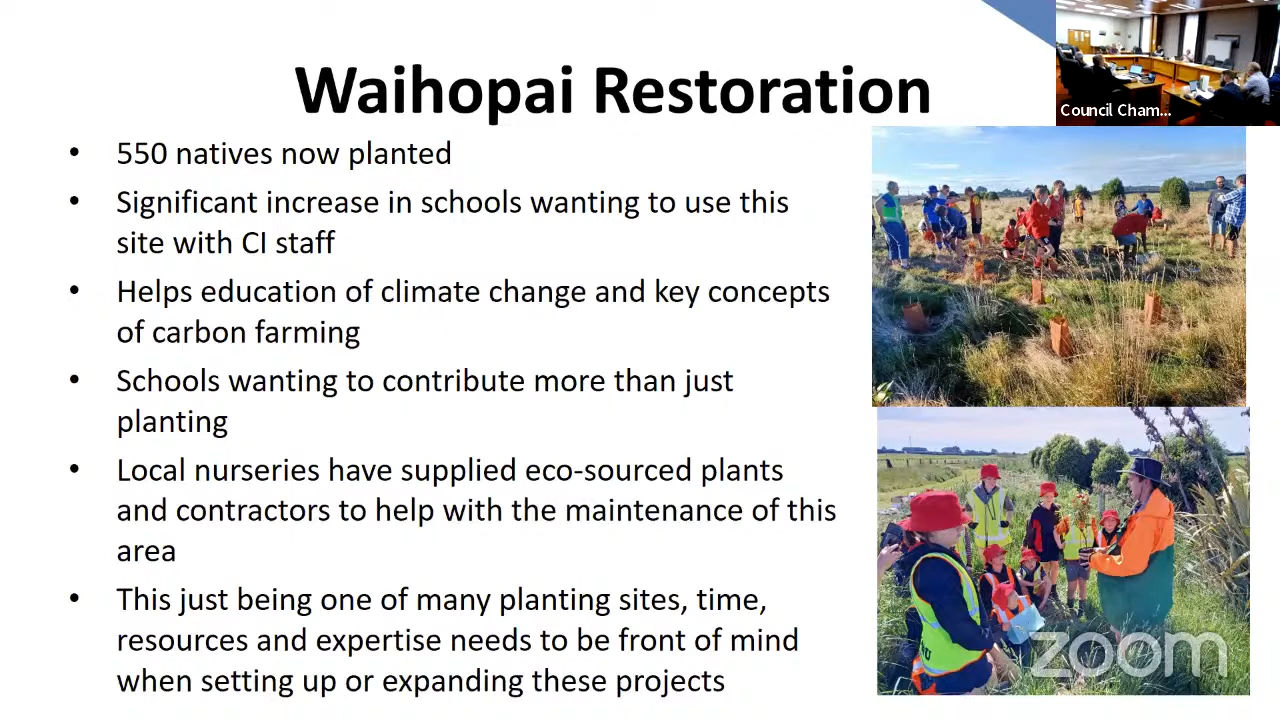 Waihopai Restoration
Council Cham...
• 550 natives now planted
• Significant increase in schools wanting to use this
site with CI staff
• Helps education of climate change and key concepts
of carbon farming
• Schools wanting to contribute more than just
planting
• Local nurseries have supplied eco-sourced plants
and contractors to help with the maintenance of this
area
• This just being one of many planting sites, time,
resources and expertise needs to be front of mind
when setting up or expanding these projects
zoom